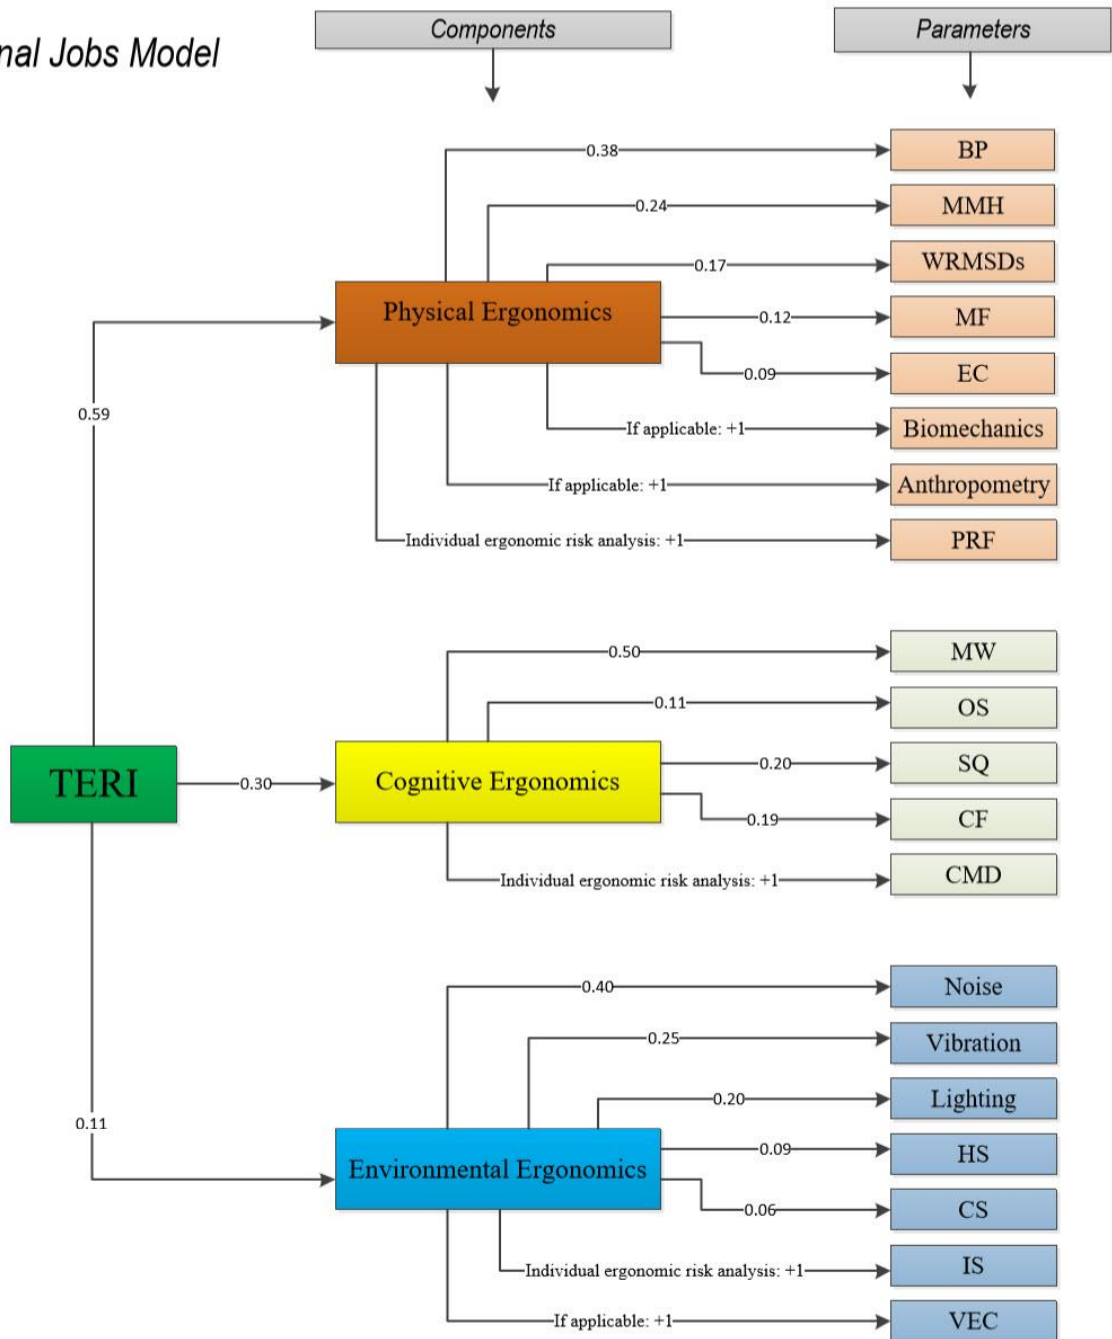 nal Jobs Model
Components
Parameters
0.38
BP
0.24
MMH
0.17
WRMSDs
Physical Ergonomics
0.12
MF
0.09
EC
0.59
If applicable: +1
Biomechanics
If applicable: +1
Anthropometry
Individual ergonomic risk analysis: +1
PRF
0.50
MW
0.11
OS
TERI
0.30
Cognitive Ergonomics
0.20
SQ
0.19
CF
Individual ergonomic risk analysis: +1
CMD
0.40
Noise
0.25
Vibration
0.20
Lighting
0.11
Environmental Ergonomics
0.09
HS
0.06
CS
Individual ergonomic risk analysis: +1
IS
If applicable: +1
VEC